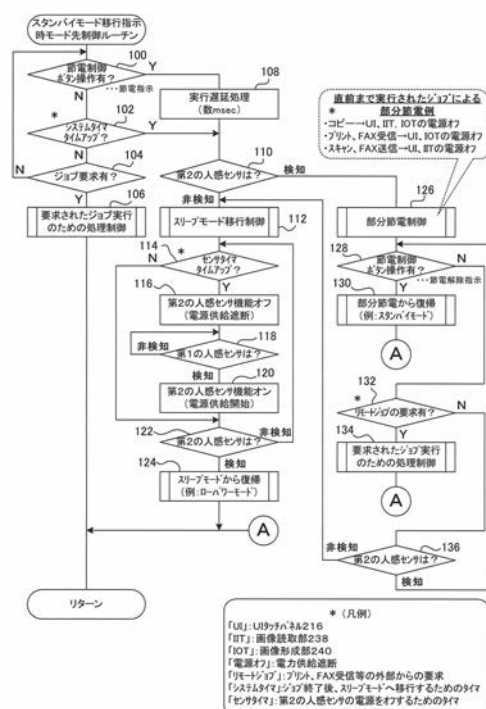 スタンバイモード移行指示
時モード先制御ルーチン
100
節電制御
ボタン操作有?
Y
N
・・・節電指示
108
実行遅延処理
(数msec)
直前まで実行されたジョブによる
部分節電例
*
・コピー→UI、IIT、IOTの電源オフ
・プリント、FAX受信→UI、IOTの電源オフ
・スキャン、FAX送信→UI、IITの電源オフ
*
102
システムタイマ
タイムアップ?
Y
N
104
ジョブ要求有?
N
Y
106
要求されたジョブ実行
のための処理制御
110
第2の人感センサは?
検知
非検知
112
スリープモード移行制御
114
*
センサタイマ
タイムアップ?
N
Y
116
第2の人感センサ機能オフ
(電源供給遮断)
118
第1の人感センサは?
非検知
検知
120
第2の人感センサ機能オン
(電源供給開始)
122
第2の人感センサは?
非検知
検知
124
スリープモードから復帰
(例:ローパワーモード)
A
リターン
126
部分節電制御
128
節電制御
ボタン操作有?
N
・・・節電解除指示
Y
130
部分節電から復帰
(例:スタンバイモード)
A
132
*
リモートジョブの要求有?
N
Y
134
要求されたジョブ実行
のための処理制御
A
136
第2の人感センサは?
非検知
検知
* (凡例)
「UI」:UIタッチパネル216
「IIT」:画像読取部238
「IOT」:画像形成部240
「電源オフ」:電力供給遮断
「リモートジョブ」:プリント、FAX受信等の外部からの要求
「システムタイマ」:ジョブ終了後、スリープモードへ移行するためのタイマ
「センサタイマ」:第2の人感センサの電源をオフするためのタイマ